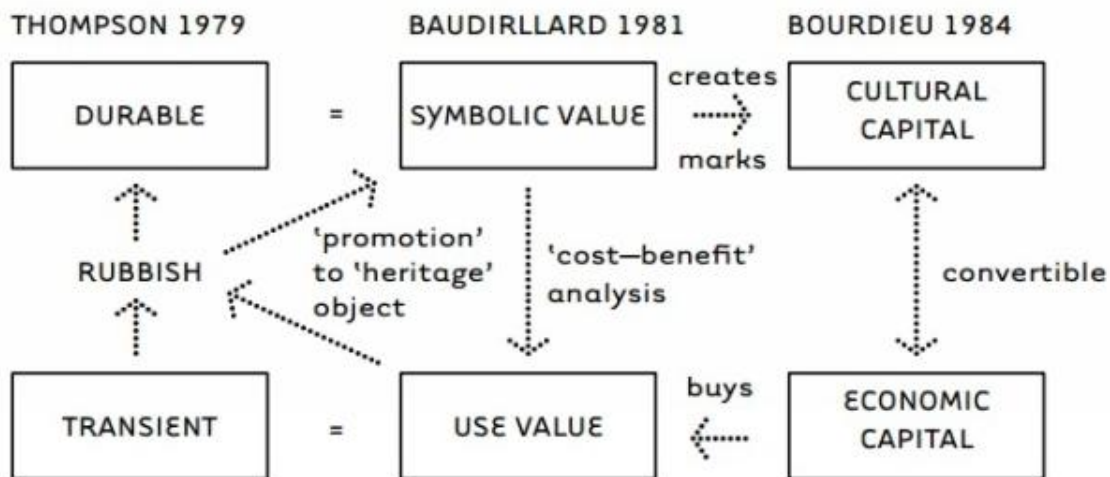 THOMPSON 1979
BAUDIRLLARD 1981
BOURDIEU 1984
DURABLE
=
SYMBOLIC VALUE
creates
marks
CULTURAL
CAPITAL
RUBBISH
'promotion'
to 'heritage'
object
'cost—benefit'
analysis
convertible
TRANSIENT
=
USE VALUE
buys
ECONOMIC
CAPITAL